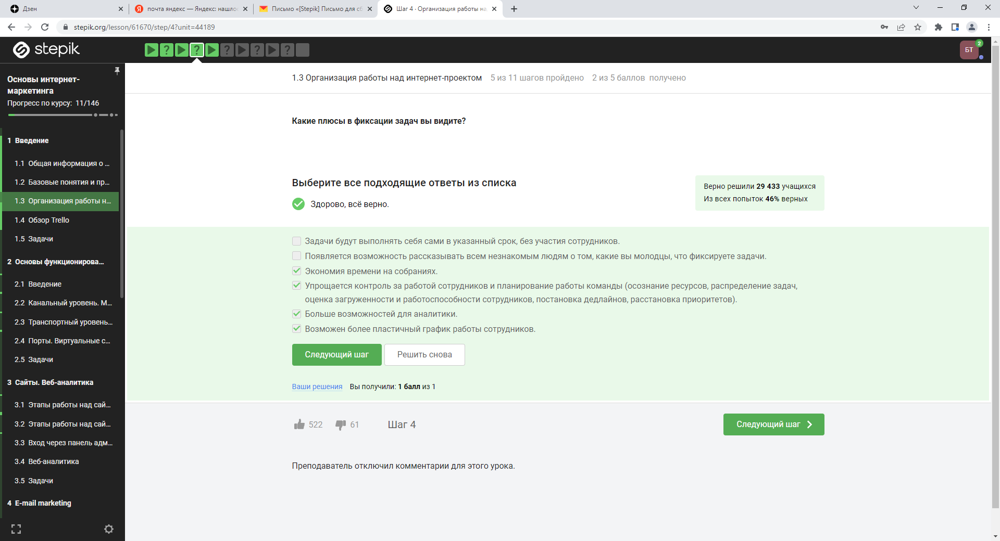 Дзен
почта яндекс — Яндекс: нашлос
Письмо «[Stepik] Письмо для сб
Шаг 4 · Организация работы на
stepik.org/lesson/61670/step/4?unit=44189
stepik
? ? ? ? ?
БТ
2
Основы интернет-
маркетинга
Прогресс по курсу: 11/146
1 Введение
1.1 Общая информация о ...
1.2 Базовые понятия и пр...
1.3 Организация работы н...
1.4 Обзор Trello
1.5 Задачи
2 Основы функционирова...
2.1 Введение
2.2 Канальный уровень. М...
2.3 Транспортный уровень...
2.4 Порты. Виртуальные с...
2.5 Задачи
3 Сайты. Веб-аналитика
3.1 Этапы работы над сай...
3.2 Этапы работы над сай...
3.3 Вход через панель адм...
3.4 Веб-аналитика
3.5 Задачи
4 E-mail marketing
1.3 Организация работы над интернет-проектом 5 из 11 шагов пройдено 2 из 5 баллов получено
Какие плюсы в фиксации задач вы видите?
Выберите все подходящие ответы из списка
Здорово, всё верно.
Верно решили 29 433 учащихся
Из всех попыток 46% верных
Задачи будут выполнять себя сами в указанный срок, без участия сотрудников.
Появляется возможность рассказывать всем незнакомым людям о том, какие вы молодцы, что фиксируете задачи.
Экономия времени на собраниях.
Упрощается контроль за работой сотрудников и планирование работы команды (осознание ресурсов, распределение задач,
оценка загруженности и работоспособности сотрудников, постановка дедлайнов, расстановка приоритетов).
Больше возможностей для аналитики.
Возможен более пластичный график работы сотрудников.
Следующий шаг
Решить снова
Ваши решения Вы получили: 1 балл из 1
522 61 Шаг 4
Следующий шаг
Преподаватель отключил комментарии для этого урока.